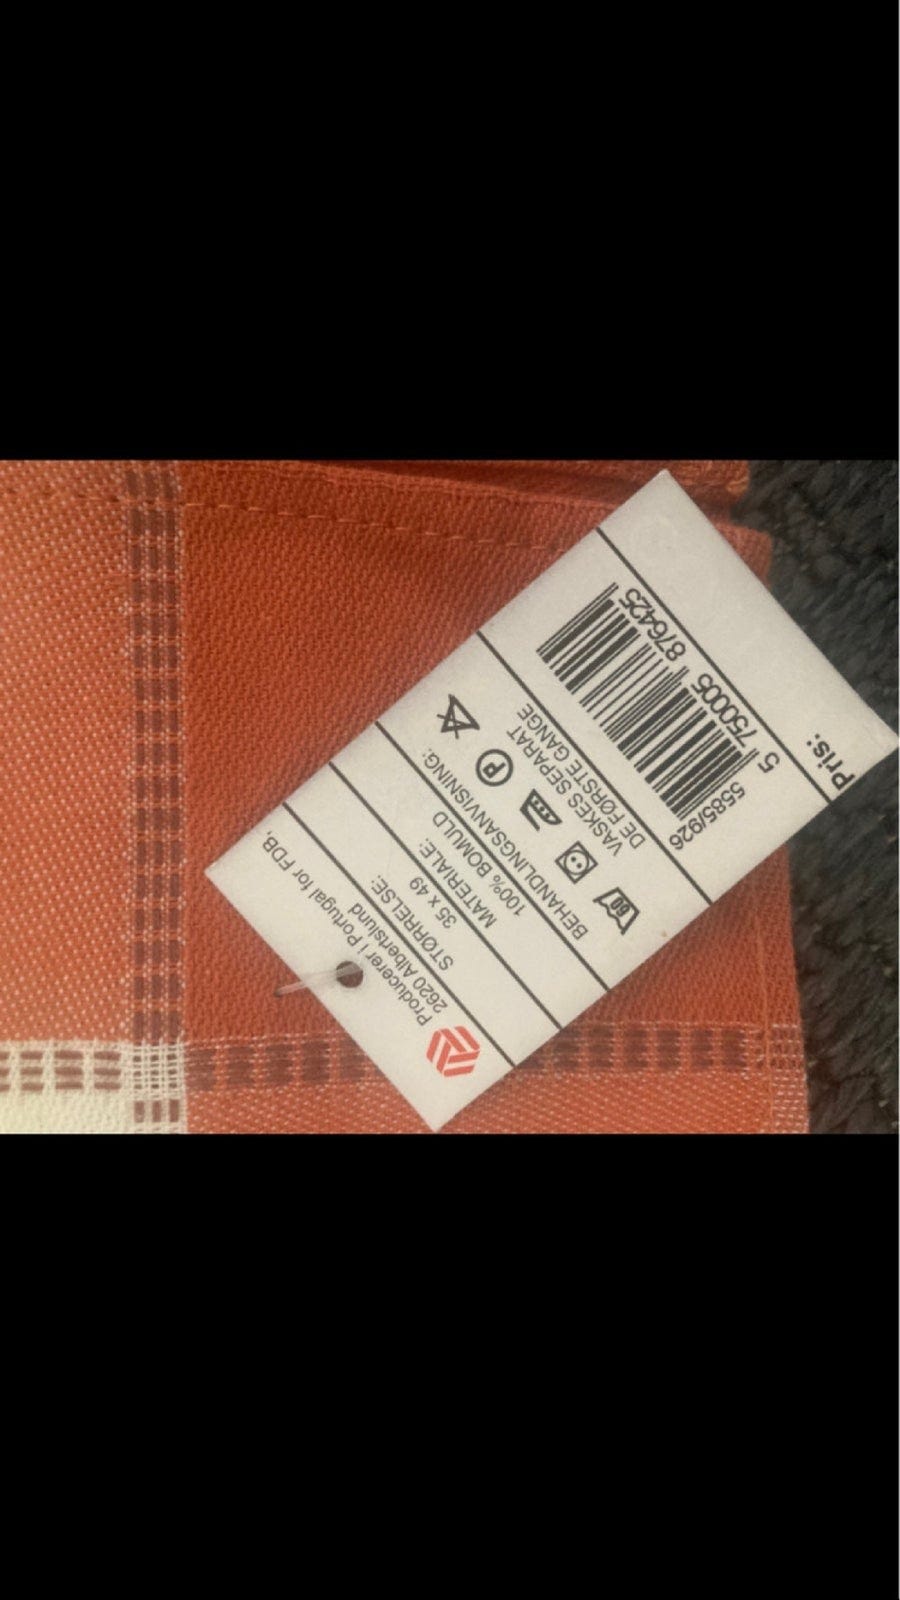 Producerer i Portugal for FDB,
2620 Albertslund
STØRRELSE:
35 x 49
MATERIALE:
100% BOMULD
BEHANDLINGSANVISNING:
60
P
VASKES SEPARAT
DE FØRSTE GANGE
5585/926
5 750005 876425
Pris: